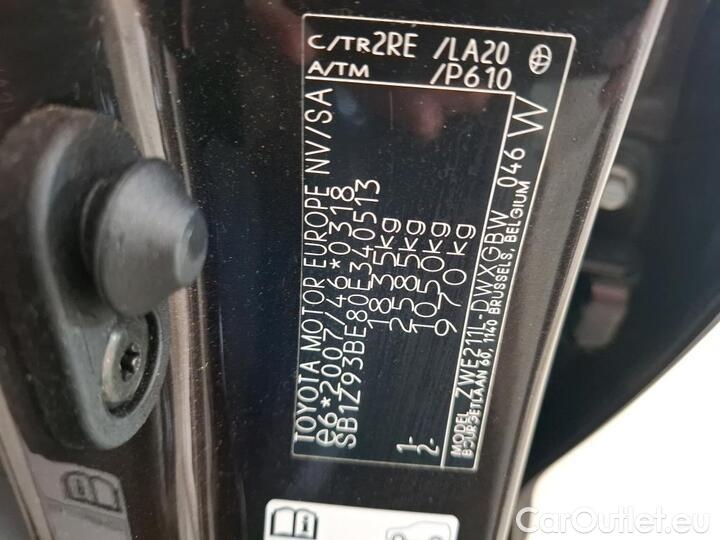 C/TR2RE /LA20
A/TM /P610
TOYOTA MOTOR EUROPE NV/SA
e6*2007/46*0318
SB1Z93BE80E340513
1835kg
2585kg
1- 1050kg
2- 970kg
MODEL ZWE211L-DWXGBW 046 W
BOURGETLAAN 60, 1140 BRUSSELS, BELGIUM
CarOutlet.eu